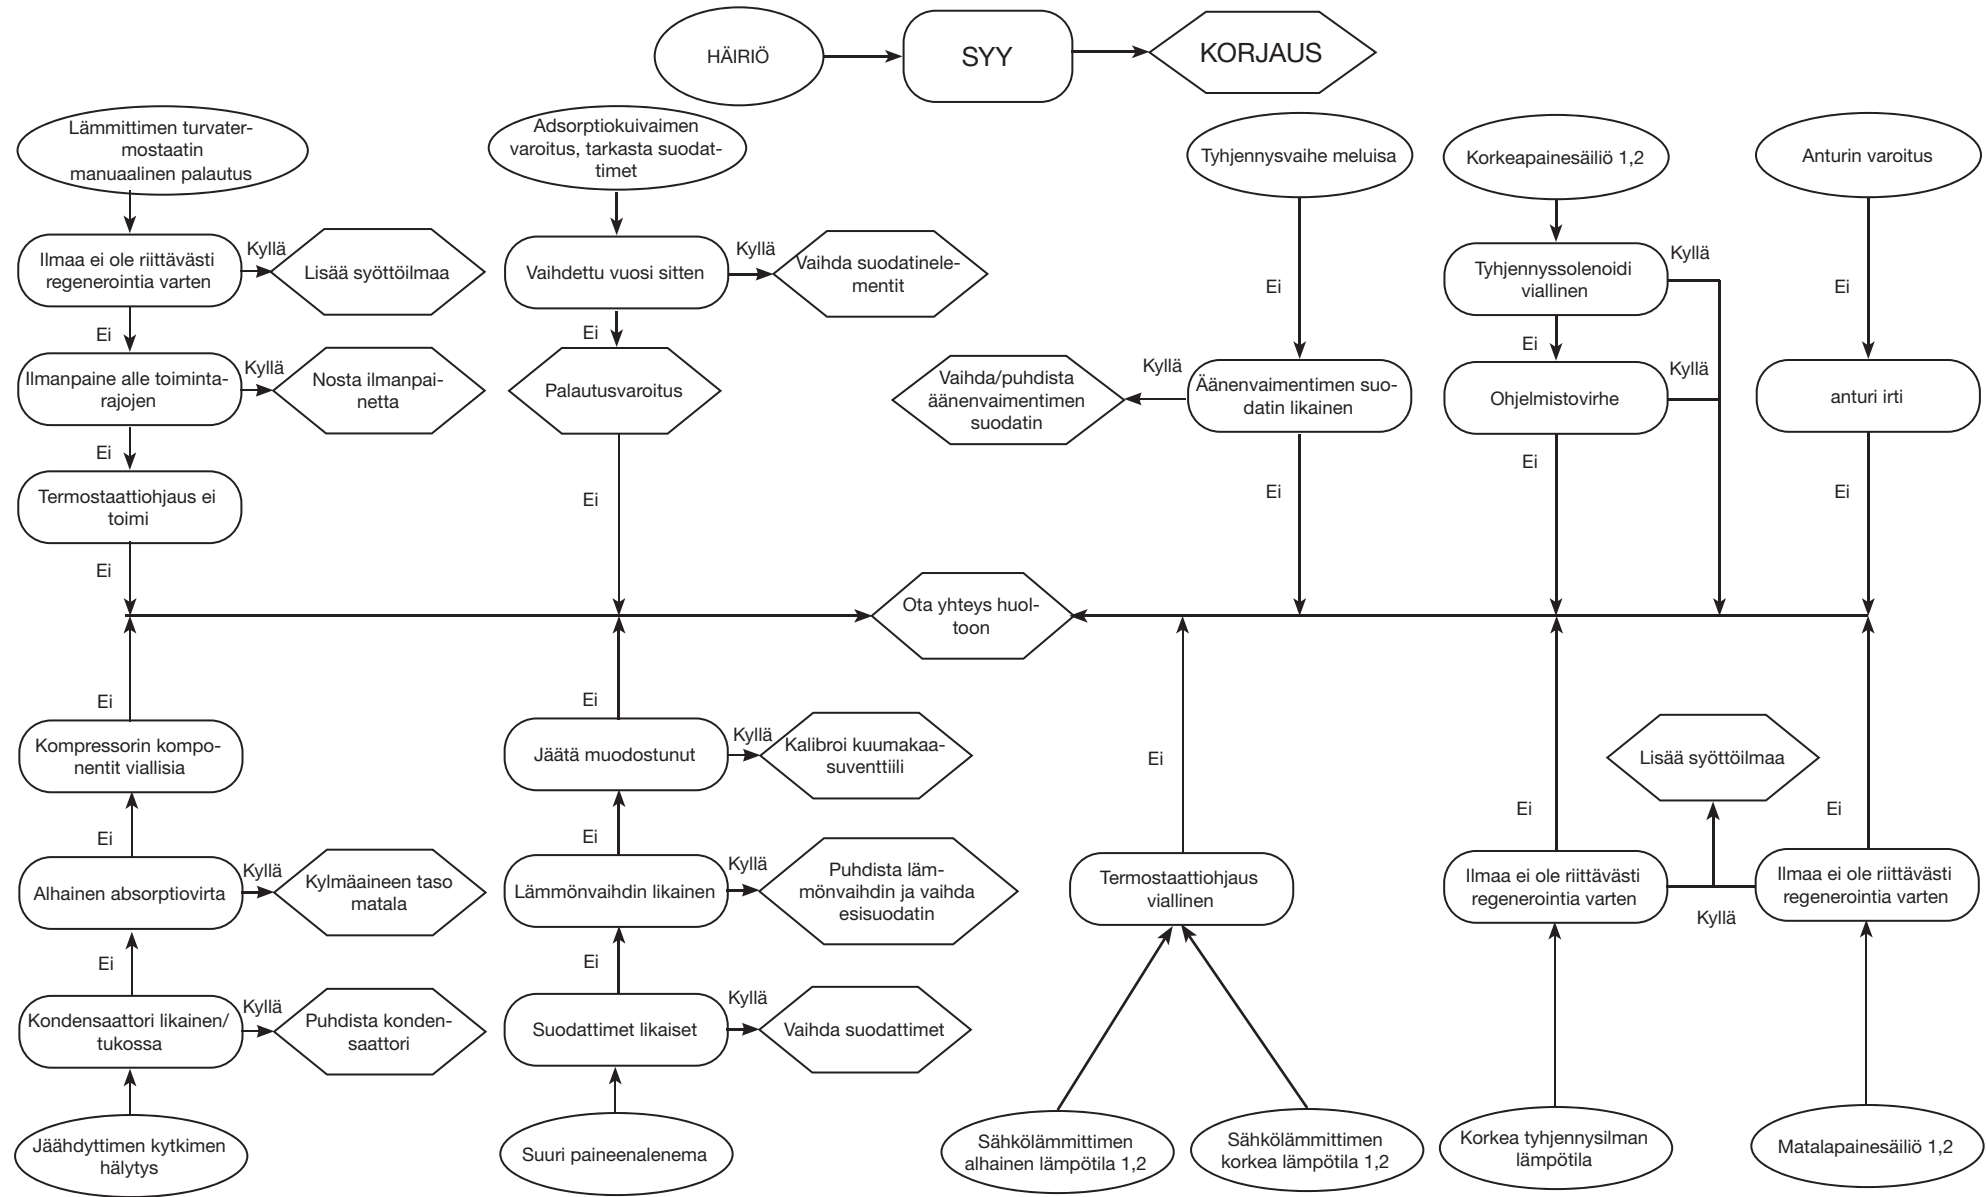 HÄIRIÖ
SYY
KORJAUS
Lämmittimen turvater-
mostaatin
manuaalinen palautus
Ilmaa ei ole riittävästi
regenerointia varten
Kyllä
Lisää syöttöilmaa
Ei
Ilmanpaine alle toiminta-
rajojen
Kyllä
Nosta ilmanpai-
netta
Ei
Termostaattiohjaus ei
toimi
Ei
Adsorptiokuivaimen
varoitus, tarkasta suodat-
timet
Vaihdettu vuosi sitten
Kyllä
Vaihda suodatinele-
mentit
Ei
Palautusvaroitus
Ei
Tyhjennysvaihe meluisa
Ei
Äänenvaimentimen suo-
datin likainen
Kyllä
Vaihda/puhdista
äänenvaimentimen
suodatin
Ei
Korkeapainesäiliö 1,2
Tyhjennyssolenoidi
viallinen
Kyllä
Ei
Ohjelmistovirhe
Kyllä
Ei
Anturin varoitus
Ei
anturi irti
Ei
Ota yhteys huol-
toon
Ei
Kompressorin kompo-
nentit viallisia
Ei
Alhainen absorptiovirta
Kyllä
Kylmäaineen taso
matala
Ei
Kondensaattori likainen/
tukossa
Kyllä
Puhdista konden-
saattori
Jäähdyttimen kytkimen
hälytys
Ei
Jäätä muodostunut
Kyllä
Kalibroi kuumakaa-
suventtiili
Ei
Lämmönvaihdin likainen
Kyllä
Puhdista läm-
mönvaihdin ja vaihda
esisuodatin
Ei
Suodattimet likaiset
Kyllä
Vaihda suodattimet
Suuri paineenalenema
Ei
Termostaattiohjaus
viallinen
Sähkölämmittimen
alhainen lämpötila 1,2
Sähkölämmittimen
korkea lämpötila 1,2
Ei
Ilmaa ei ole riittävästi
regenerointia varten
Korkea tyhjennysilman
lämpötila
Lisää syöttöilmaa
Kyllä
Ei
Ilmaa ei ole riittävästi
regenerointia varten
Matalapainesäiliö 1,2